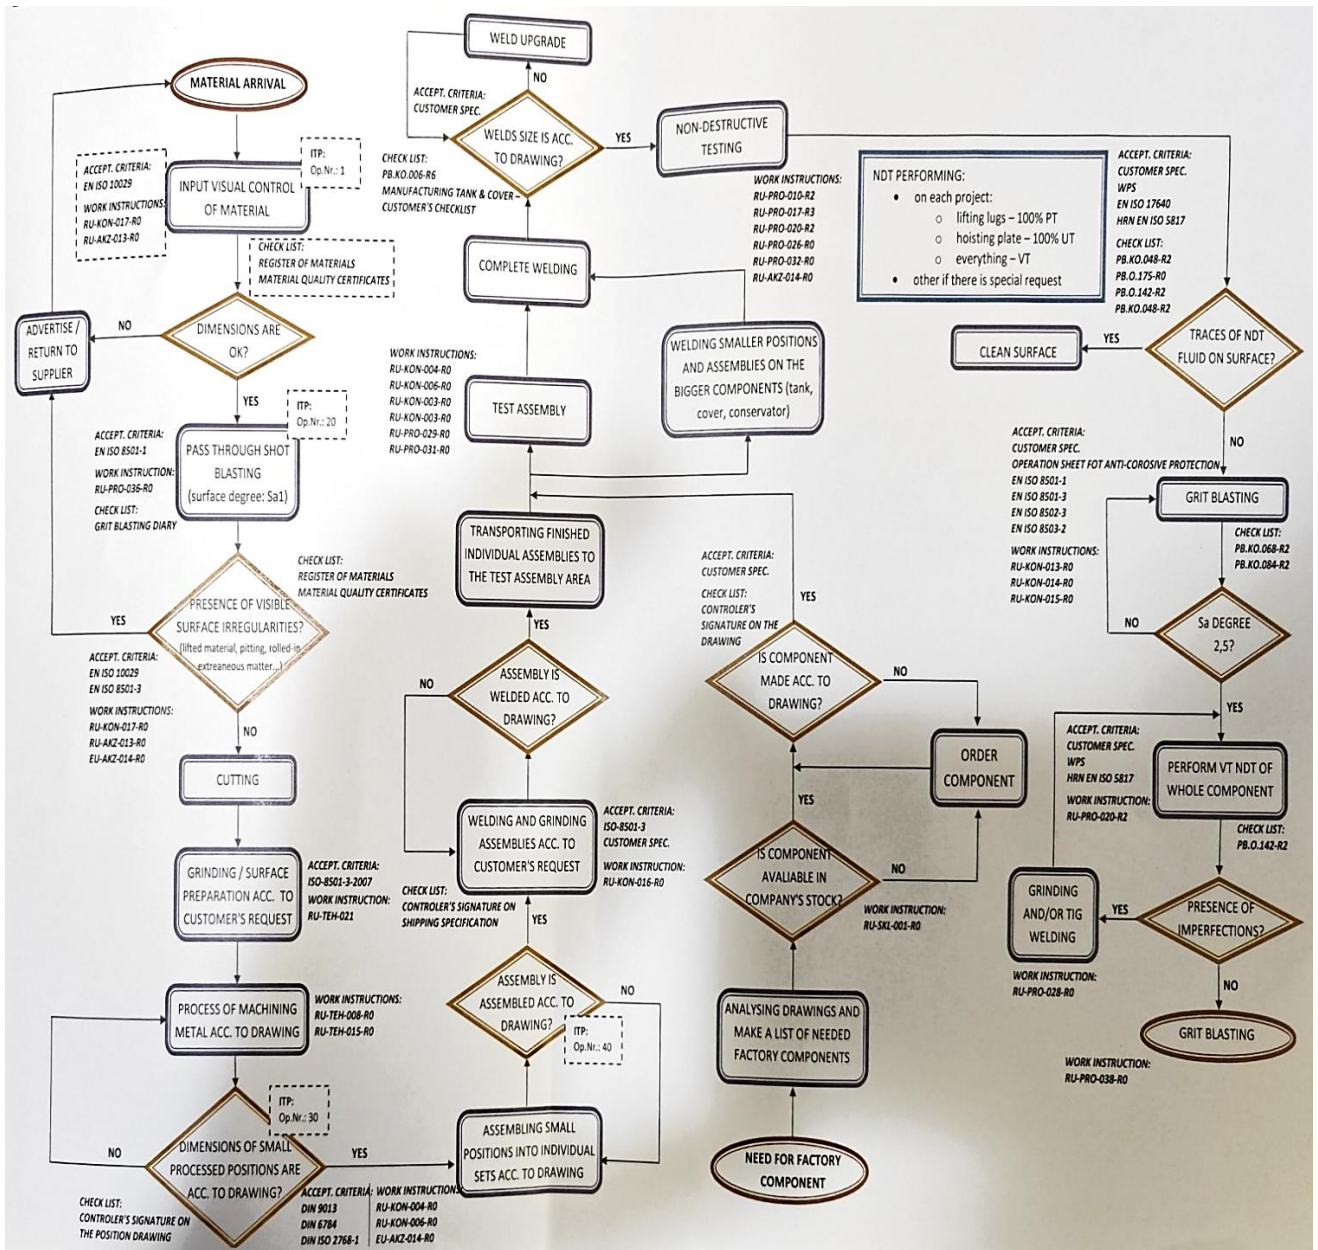 MATERIAL ARRIVAL
ACCEPT. CRITERIA:
EN ISO 10029
WORK INSTRUCTIONS:
RU-KON-017-R0
RU-AKZ-013-R0
ITP:
Op.Nr.: 1
INPUT VISUAL CONTROL
OF MATERIAL
CHECK LIST:
REGISTER OF MATERIALS
MATERIAL QUALITY CERTIFICATES
ADVERTISE /
RETURN TO
SUPPLIER
NO
DIMENSIONS ARE
OK?
YES
ITP:
Op.Nr.: 20
ACCEPT. CRITERIA:
EN ISO 8501-1
WORK INSTRUCTION:
RU-PRO-036-R0
CHECK LIST:
GRIT BLASTING DIARY
PASS THROUGH SHOT
BLASTING
(surface degree: Sa1)
CHECK LIST:
REGISTER OF MATERIALS
MATERIAL QUALITY CERTIFICATES
PRESENCE OF VISIBLE
SURFACE IRREGULARITIES?
(lifted material, pitting, rolled-in
extreaneous matter...)
YES
ACCEPT. CRITERIA:
EN ISO 10029
EN ISO 8501-3
WORK INSTRUCTIONS:
RU-KON-017-R0
RU-AKZ-013-R0
EU-AKZ-014-R0
NO
CUTTING
GRINDING / SURFACE
PREPARATION ACC. TO
CUSTOMER'S REQUEST
ACCEPT. CRITERIA:
ISO-8501-3-2007
WORK INSTRUCTION:
RU-TEH-021
PROCESS OF MACHINING
METAL ACC. TO DRAWING
WORK INSTRUCTIONS:
RU-TEH-008-R0
RU-TEH-015-R0
ITP:
Op.Nr.: 30
DIMENSIONS OF SMALL
PROCESSED POSITIONS ARE
ACC. TO DRAWING?
NO
YES
CHECK LIST:
CONTROLER'S SIGNATURE ON
THE POSITION DRAWING
ACCEPT. CRITERIA:
DIN 9013
DIN 6784
DIN ISO 2768-1
WORK INSTRUCTIONS:
RU-KON-004-R0
RU-KON-006-R0
EU-AKZ-014-R0
WELD UPGRADE
NO
ACCEPT. CRITERIA:
CUSTOMER SPEC.
WELDS SIZE IS ACC.
TO DRAWING?
YES
CHECK LIST:
PB.KO.006-R6
MANUFACTURING TANK & COVER –
CUSTOMER'S CHECKLIST
COMPLETE WELDING
WORK INSTRUCTIONS:
RU-KON-004-R0
RU-KON-006-R0
RU-KON-003-R0
RU-KON-003-R0
RU-PRO-029-R0
RU-PRO-031-R0
TEST ASSEMBLY
WELDING SMALLER POSITIONS
AND ASSEMBLIES ON THE
BIGGER COMPONENTS (tank,
cover, conservator)
TRANSPORTING FINISHED
INDIVIDUAL ASSEMBLIES TO
THE TEST ASSEMBLY AREA
YES
NO
ASSEMBLY IS
WELDED ACC. TO
DRAWING?
WELDING AND GRINDING
ASSEMBLIES ACC. TO
CUSTOMER'S REQUEST
ACCEPT. CRITERIA:
ISO-8501-3
CUSTOMER SPEC.
WORK INSTRUCTION:
RU-KON-016-R0
CHECK LIST:
CONTROLER'S SIGNATURE ON
SHIPPING SPECIFICATION
YES
ASSEMBLY IS
ASSEMBLED ACC. TO
DRAWING?
NO
ITP:
Op.Nr.: 40
ASSEMBLING SMALL
POSITIONS INTO INDIVIDUAL
SETS ACC. TO DRAWING
NON-DESTRUCTIVE
TESTING
WORK INSTRUCTIONS:
RU-PRO-010-R2
RU-PRO-017-R3
RU-PRO-020-R2
RU-PRO-026-R0
RU-PRO-032-R0
RU-AKZ-014-R0
NDT PERFORMING:
• on each project:
o lifting lugs – 100% PT
o hoisting plate – 100% UT
o everything – VT
• other if there is special request
ACCEPT. CRITERIA:
CUSTOMER SPEC.
WPS
EN ISO 17640
HRN EN ISO 5817
CHECK LIST:
PB.KO.048-R2
PB.O.175-R0
PB.O.142-R2
PB.KO.048-R2
CLEAN SURFACE
YES
TRACES OF NDT
FLUID ON SURFACE?
NO
ACCEPT. CRITERIA:
CUSTOMER SPEC.
OPERATION SHEET FOT ANTI-COROSIVE PROTECTION
EN ISO 8501-1
EN ISO 8501-3
EN ISO 8502-3
EN ISO 8503-2
WORK INSTRUCTIONS:
RU-KON-013-R0
RU-KON-014-R0
RU-KON-015-R0
GRIT BLASTING
CHECK LIST:
PB.KO.068-R2
PB.KO.084-R2
NO
Sa DEGREE
2,5?
YES
ACCEPT. CRITERIA:
CUSTOMER SPEC.
WPS
HRN EN ISO 5817
WORK INSTRUCTION:
RU-PRO-020-R2
PERFORM VT NDT OF
WHOLE COMPONENT
CHECK LIST:
PB.O.142-R2
GRINDING
AND/OR TIG
WELDING
YES
PRESENCE OF
IMPERFECTIONS?
WORK INSTRUCTION:
RU-PRO-028-R0
NO
GRIT BLASTING
WORK INSTRUCTION:
RU-PRO-038-R0
ACCEPT. CRITERIA:
CUSTOMER SPEC.
CHECK LIST:
CONTROLER'S
SIGNATURE ON THE
DRAWING
YES
IS COMPONENT
MADE ACC. TO
DRAWING?
NO
ORDER
COMPONENT
YES
IS COMPONENT
AVALIABLE IN
COMPANY'S STOCK?
NO
WORK INSTRUCTION:
RU-SKL-001-R0
ANALYSING DRAWINGS AND
MAKE A LIST OF NEEDED
FACTORY COMPONENTS
NEED FOR FACTORY
COMPONENT